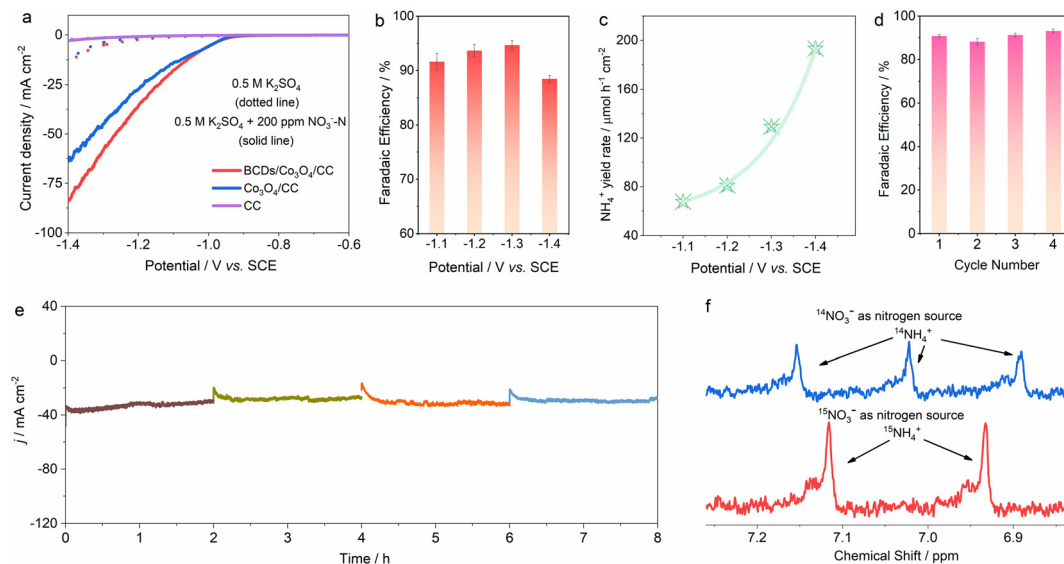 a
Current density / mA cm⁻²
0
-25
-50
-75
-100
0.5 M K₂SO₄
(dotted line)
0.5 M K₂SO₄ + 200 ppm NO₃⁻-N
(solid line)
BCDs/Co₃O₄/CC
Co₃O₄/CC
CC
-1.4 -1.2 -1.0 -0.8 -0.6
Potential / V vs. SCE
b
Faradaic Efficiency / %
100
95
90
85
80
75
70
65
60
-1.1 -1.2 -1.3 -1.4
Potential / V vs. SCE
c
NH₄⁺ yield rate / μmol h⁻¹ cm⁻²
200
160
120
80
40
-1.1 -1.2 -1.3 -1.4
Potential / V vs. SCE
d
Faradaic Efficiency / %
100
80
60
40
20
0
1 2 3 4
Cycle Number
e
j / mA cm⁻²
40
0
-40
-80
-120
0 1 2 3 4 5 6 7 8
Time / h
f
¹⁴NO₃⁻ as nitrogen source
¹⁴NH₄⁺
¹⁵NO₃⁻ as nitrogen source
¹⁵NH₄⁺
7.2 7.1 7.0 6.9
Chemical Shift / ppm